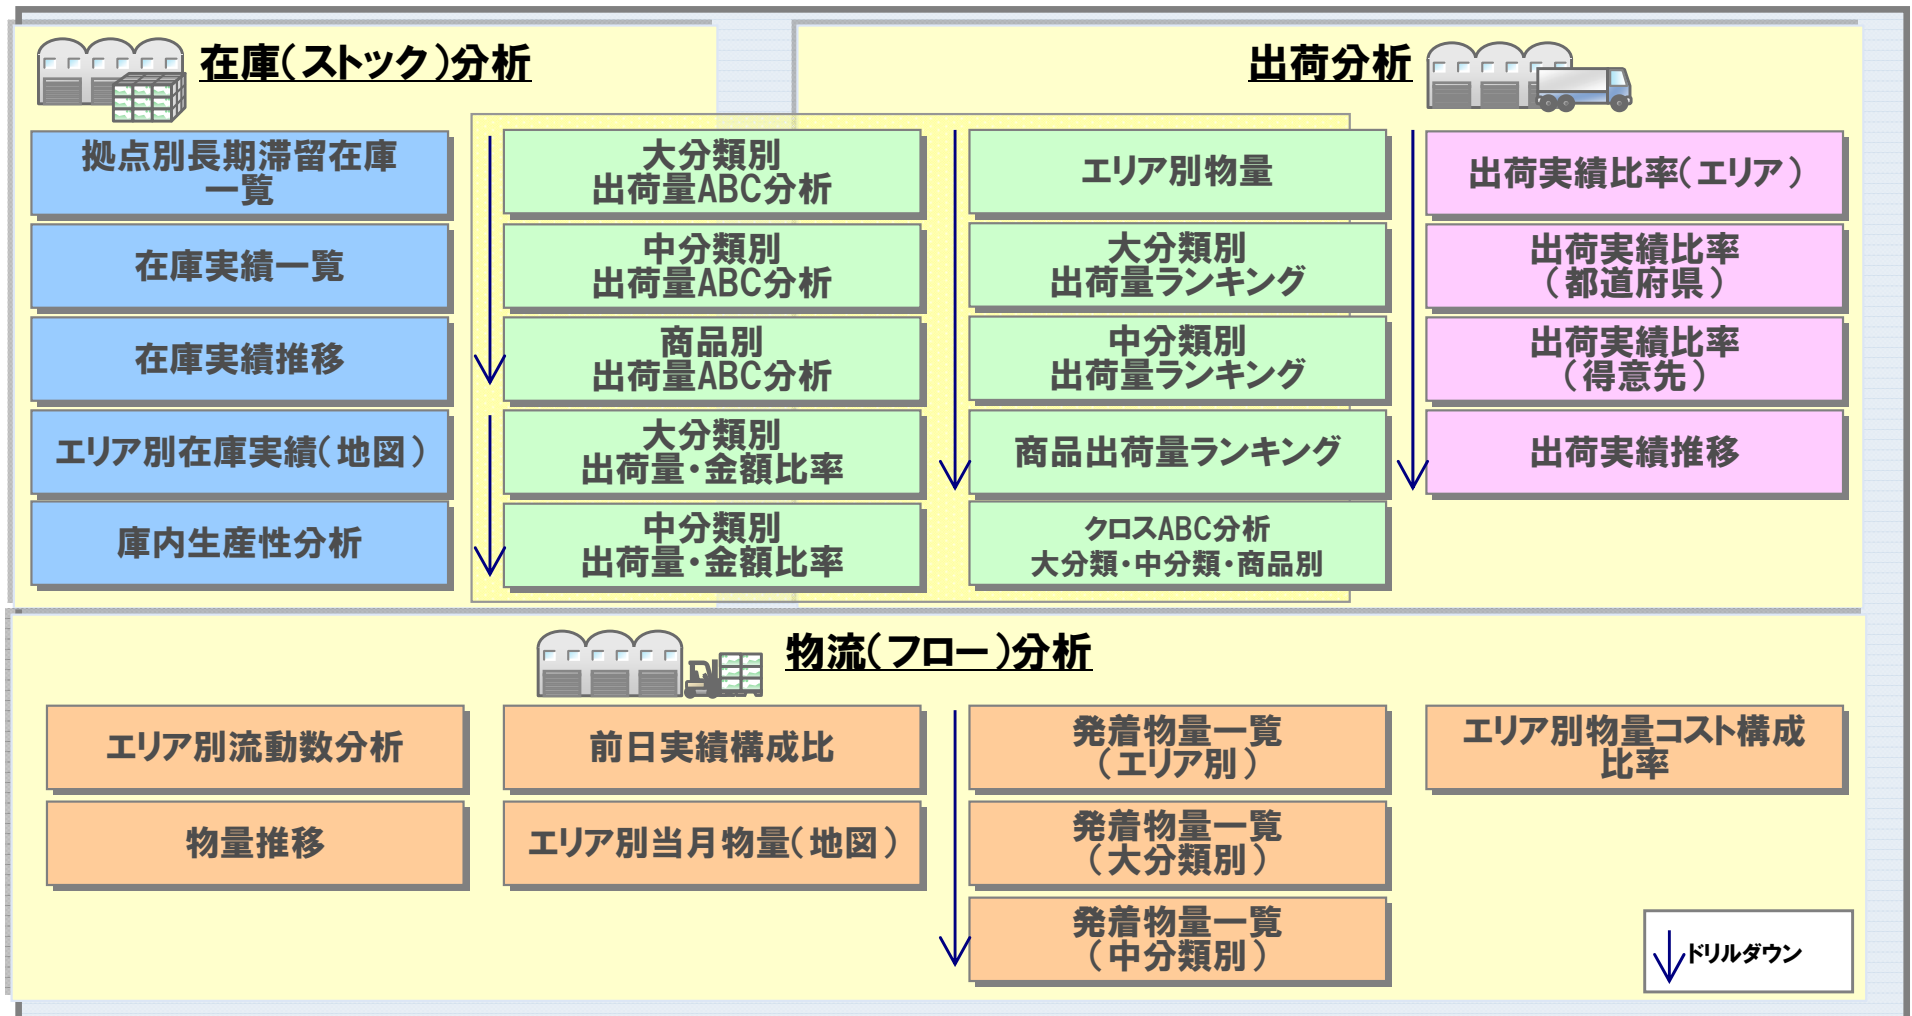 在庫(ストック)分析
出荷分析
拠点別長期滞留在庫
一覧
在庫実績一覧
在庫実績推移
エリア別在庫実績(地図)
庫内生産性分析
大分類別
出荷量ABC分析
中分類別
出荷量ABC分析
商品別
出荷量ABC分析
大分類別
出荷量・金額比率
中分類別
出荷量・金額比率
エリア別物量
大分類別
出荷量ランキング
中分類別
出荷量ランキング
商品出荷量ランキング
クロスABC分析
大分類・中分類・商品別
出荷実績比率(エリア)
出荷実績比率
(都道府県)
出荷実績比率
(得意先)
出荷実績推移
物流(フロー)分析
エリア別流動数分析
物量推移
前日実績構成比
エリア別当月物量(地図)
発着物量一覧
(エリア別)
発着物量一覧
(大分類別)
発着物量一覧
(中分類別)
エリア別物量コスト構成
比率
ドリルダウン